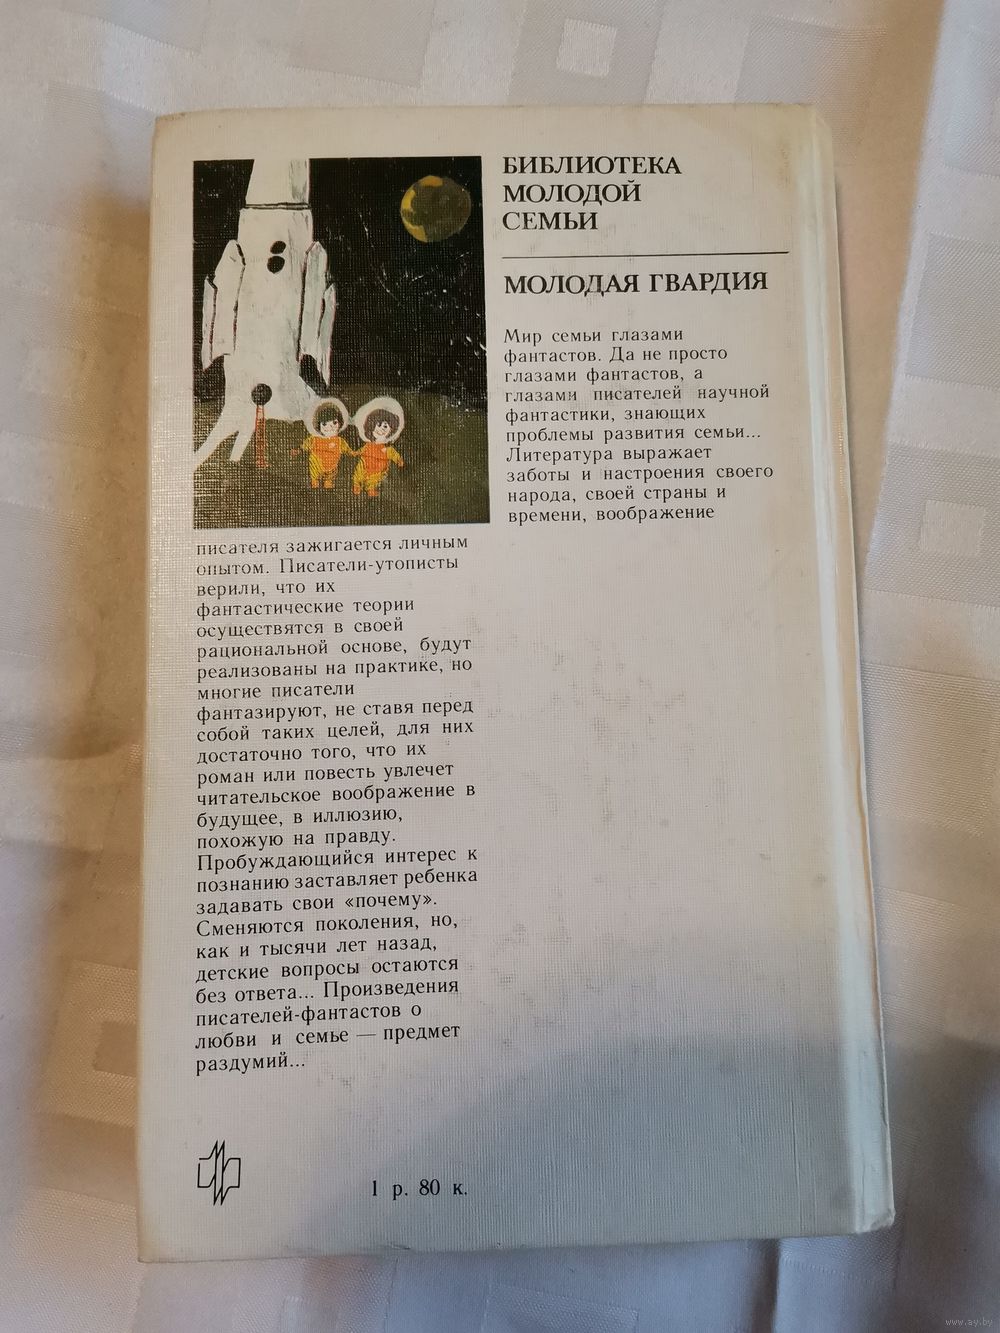 БИБЛИОТЕКА
МОЛОДОЙ
СЕМЬИ
МОЛОДАЯ ГВАРДИЯ
Мир семьи глазами
фантастов. Да не просто
глазами фантастов, а
глазами писателей научной
фантастики, знающих
проблемы развития семьи...
Литература выражает
заботы и настроения своего
народа, своей страны и
времени, воображение
писателя зажигается личным
опытом. Писатели-утописты
верили, что их
фантастические теории
осуществятся в своей
рациональной основе, будут
реализованы на практике, но
многие писатели
фантазируют, не ставя перед
собой таких целей, для них
достаточно того, что их
роман или повесть увлечет
читательское воображение в
будущее, в иллюзию,
похожую на правду.
Пробуждающийся интерес к
познанию заставляет ребенка
задавать свои «почему».
Сменяются поколения, но,
как и тысячи лет назад,
детские вопросы остаются
без ответа... Произведения
писателей-фантастов о
любви и семье — предмет
раздумий...
1 р. 80 к.
www.ay.by